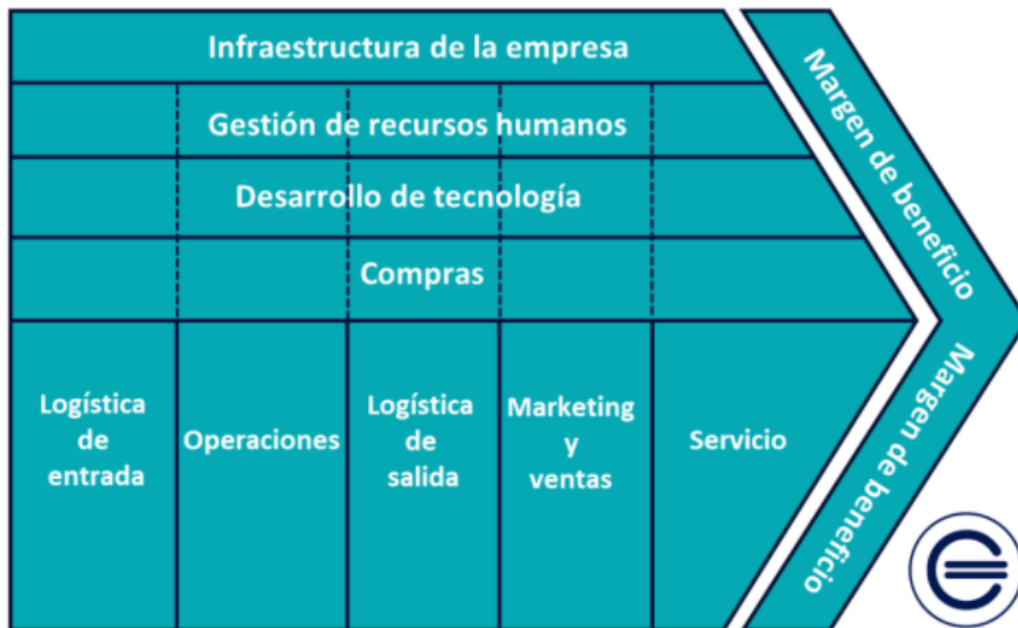 Infraestructura de la empresa
Gestión de recursos humanos
Desarrollo de tecnología
Compras
Logística
de
entrada
Operaciones
Logística
de
salida
Marketing
y
ventas
Servicio
Margen de beneficio
Margen de beneficio